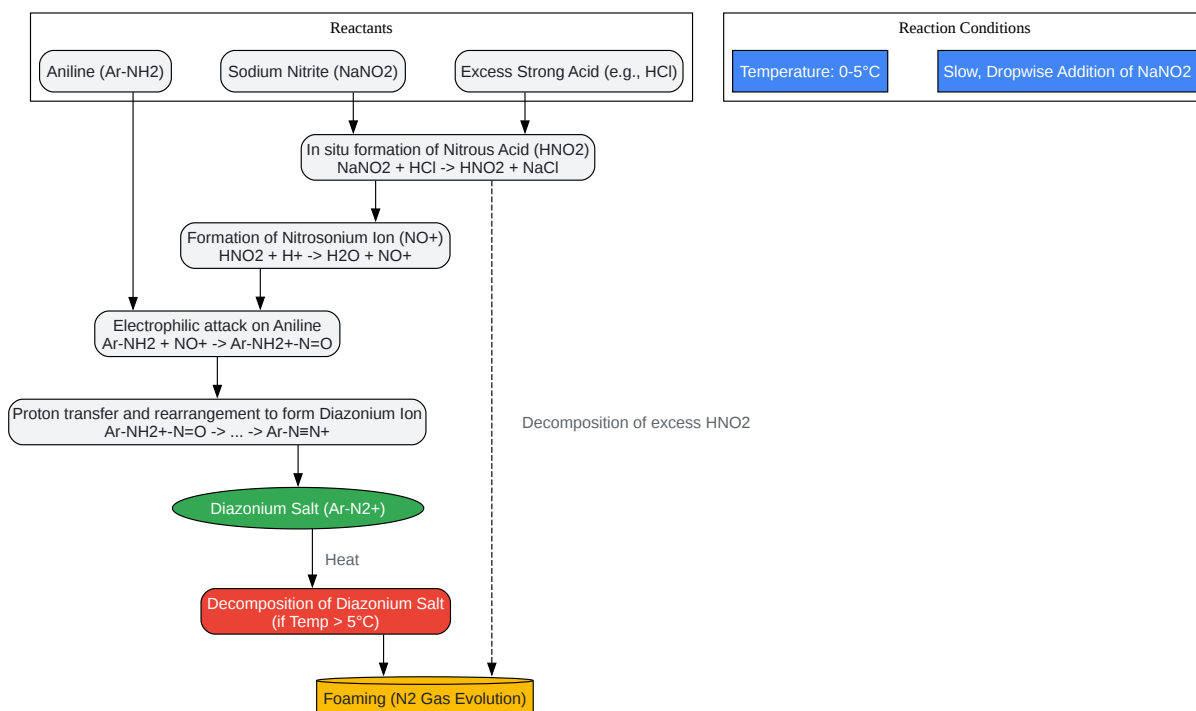 Reactants
Reaction Conditions
Aniline (Ar-NH2)
Sodium Nitrite (NaNO2)
Excess Strong Acid (e.g., HCl)
Temperature: 0-5°C
Slow, Dropwise Addition of NaNO2
In situ formation of Nitrous Acid (HNO2)
NaNO2 + HCl -> HNO2 + NaCl
Formation of Nitrosonium Ion (NO+)
HNO2 + H+ -> H2O + NO+
Electrophilic attack on Aniline
Ar-NH2 + NO+ -> Ar-NH2+-N=O
Proton transfer and rearrangement to form Diazonium Ion
Ar-NH2+-N=O -> ... -> Ar-N≡N+
Decomposition of excess HNO2
Diazonium Salt (Ar-N2+)
Heat
Decomposition of Diazonium Salt
(if Temp > 5°C)
Foaming (N2 Gas Evolution)